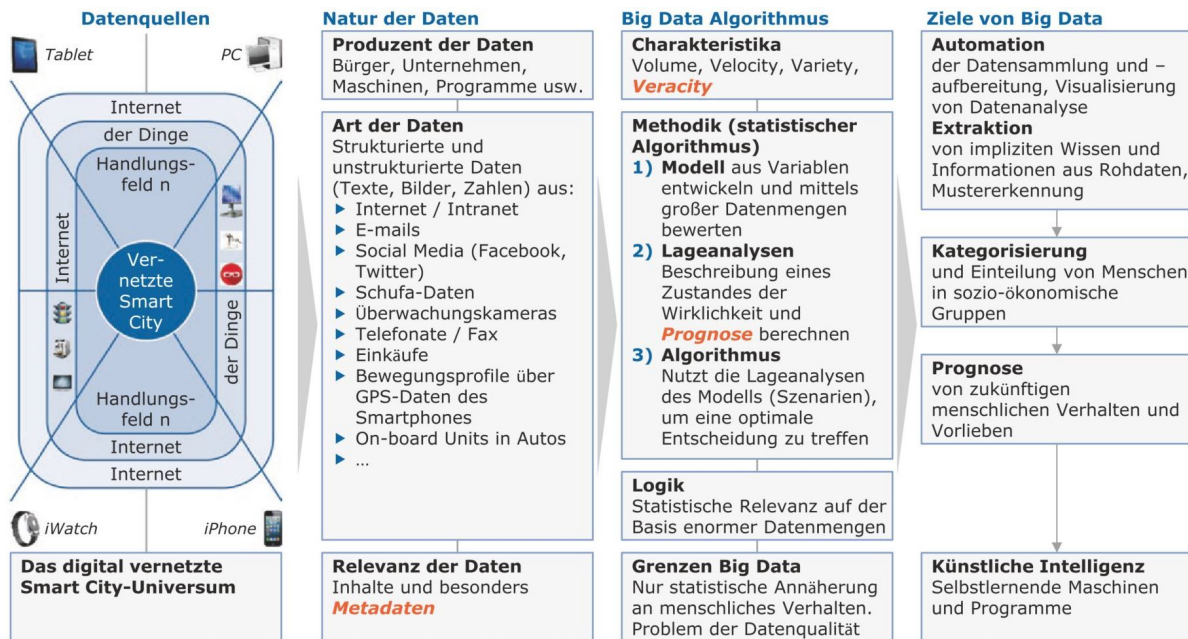 Datenquellen
Tablet
PC
Internet
der Dinge
Handlungs-
feld n
Internet
Ver-
netzte
Smart
City
der Dinge
Handlungs-
feld n
Internet
Internet
iWatch
iPhone
Das digital vernetzte
Smart City-Universum
Natur der Daten
Produzent der Daten
Bürger, Unternehmen,
Maschinen, Programme usw.
Art der Daten
Strukturierte und
unstrukturierte Daten
(Texte, Bilder, Zahlen) aus:
Internet / Intranet
E-mails
Social Media (Facebook,
Twitter)
Schufa-Daten
Überwachungskameras
Telefonate / Fax
Einkäufe
Bewegungsprofile über
GPS-Daten des
Smartphones
On-board Units in Autos
...
Relevanz der Daten
Inhalte und besonders
Metadaten
Big Data Algorithmus
Charakteristika
Volume, Velocity, Variety,
Veracity
Methodik (statistischer
Algorithmus)
1) Modell aus Variablen
entwickeln und mittels
großer Datenmengen
bewerten
2) Lageanalysen
Beschreibung eines
Zustandes der
Wirklichkeit und
Prognose berechnen
3) Algorithmus
Nutzt die Lageanalysen
des Modells (Szenarien),
um eine optimale
Entscheidung zu treffen
Logik
Statistische Relevanz auf der
Basis enormer Datenmengen
Grenzen Big Data
Nur statistische Annäherung
an menschliches Verhalten.
Problem der Datenqualität
Ziele von Big Data
Automation
der Datensammlung und –
aufbereitung, Visualisierung
von Datenanalyse
Extraktion
von impliziten Wissen und
Informationen aus Rohdaten,
Mustererkennung
Kategorisierung
und Einteilung von Menschen
in sozio-ökonomische
Gruppen
Prognose
von zukünftigen
menschlichen Verhalten und
Vorlieben
Künstliche Intelligenz
Selbstlernende Maschinen
und Programme